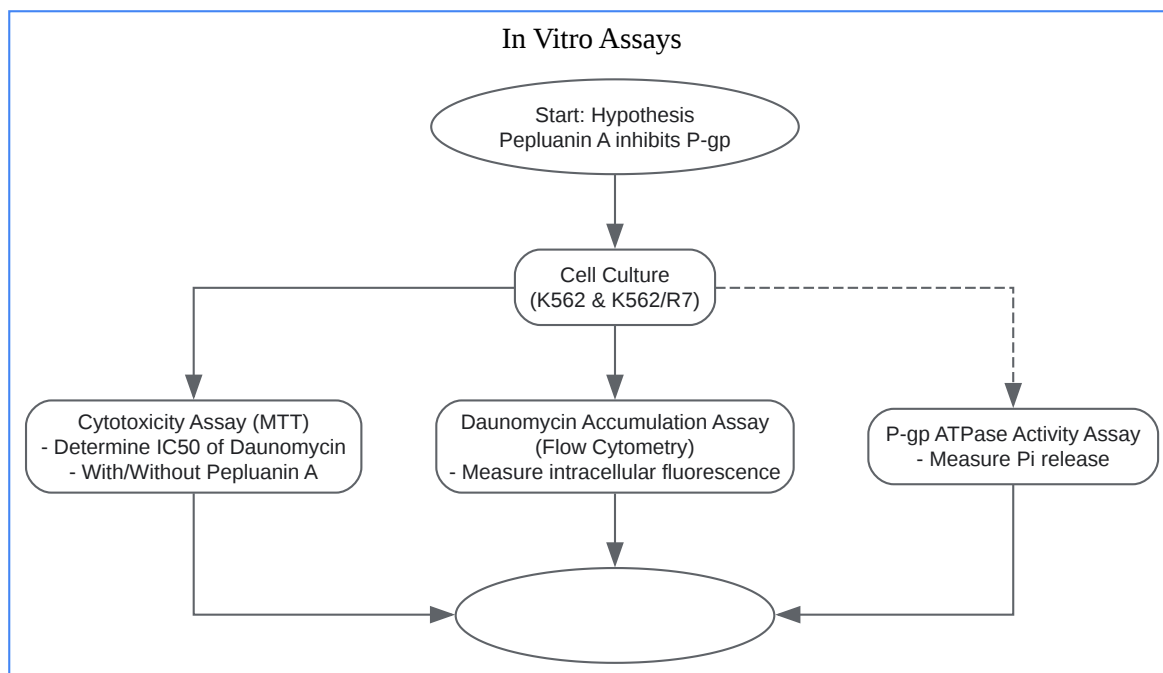 In Vitro Assays
Start: Hypothesis
Pepluanin A inhibits P-gp
Cell Culture
(K562 & K562/R7)
Cytotoxicity Assay (MTT)
- Determine IC50 of Daunomycin
- With/Without Pepluanin A
Daunomycin Accumulation Assay
(Flow Cytometry)
- Measure intracellular fluorescence
P-gp ATPase Activity Assay
- Measure Pi release